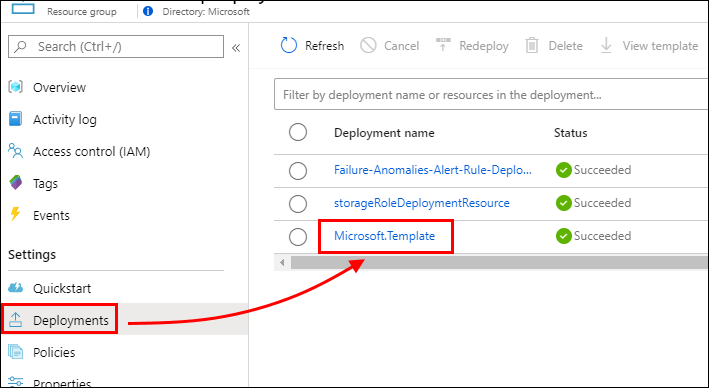 Resource group
Directory: Microsoft
Search (Ctrl+/)
«
Overview
Activity log
Access control (IAM)
Tags
Events
Settings
Quickstart
Deployments
Policies
Properties
Refresh
Cancel
Redeploy
Delete
View template
Filter by deployment name or resources in the deployment...
Deployment name Status
Failure-Anomalies-Alert-Rule-Deplo... Succeeded
storageRoleDeploymentResource Succeeded
Microsoft.Template Succeeded